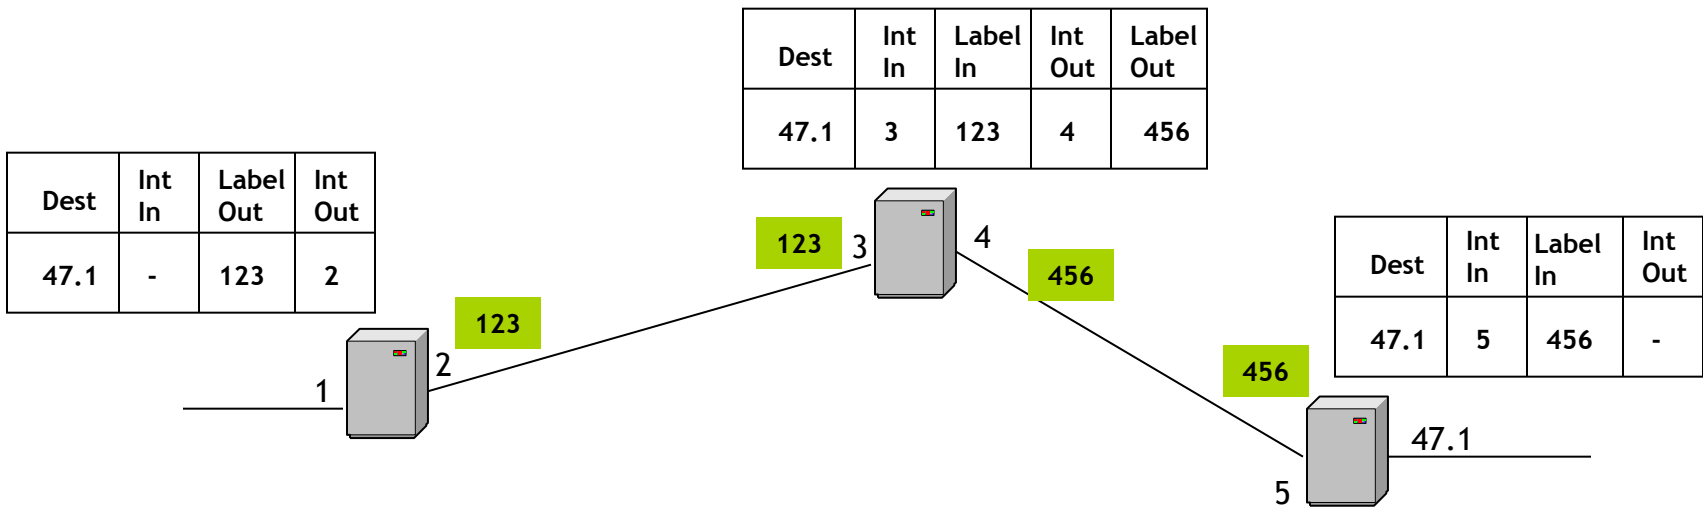 Dest Int In Label In Int Out Label Out
47.1 3 123 4 456
Dest Int In Label Out Int Out
47.1 - 123 2
Dest Int In Label In Int Out
47.1 5 456 -
123 3 4
456
123
2
1
456
47.1
5